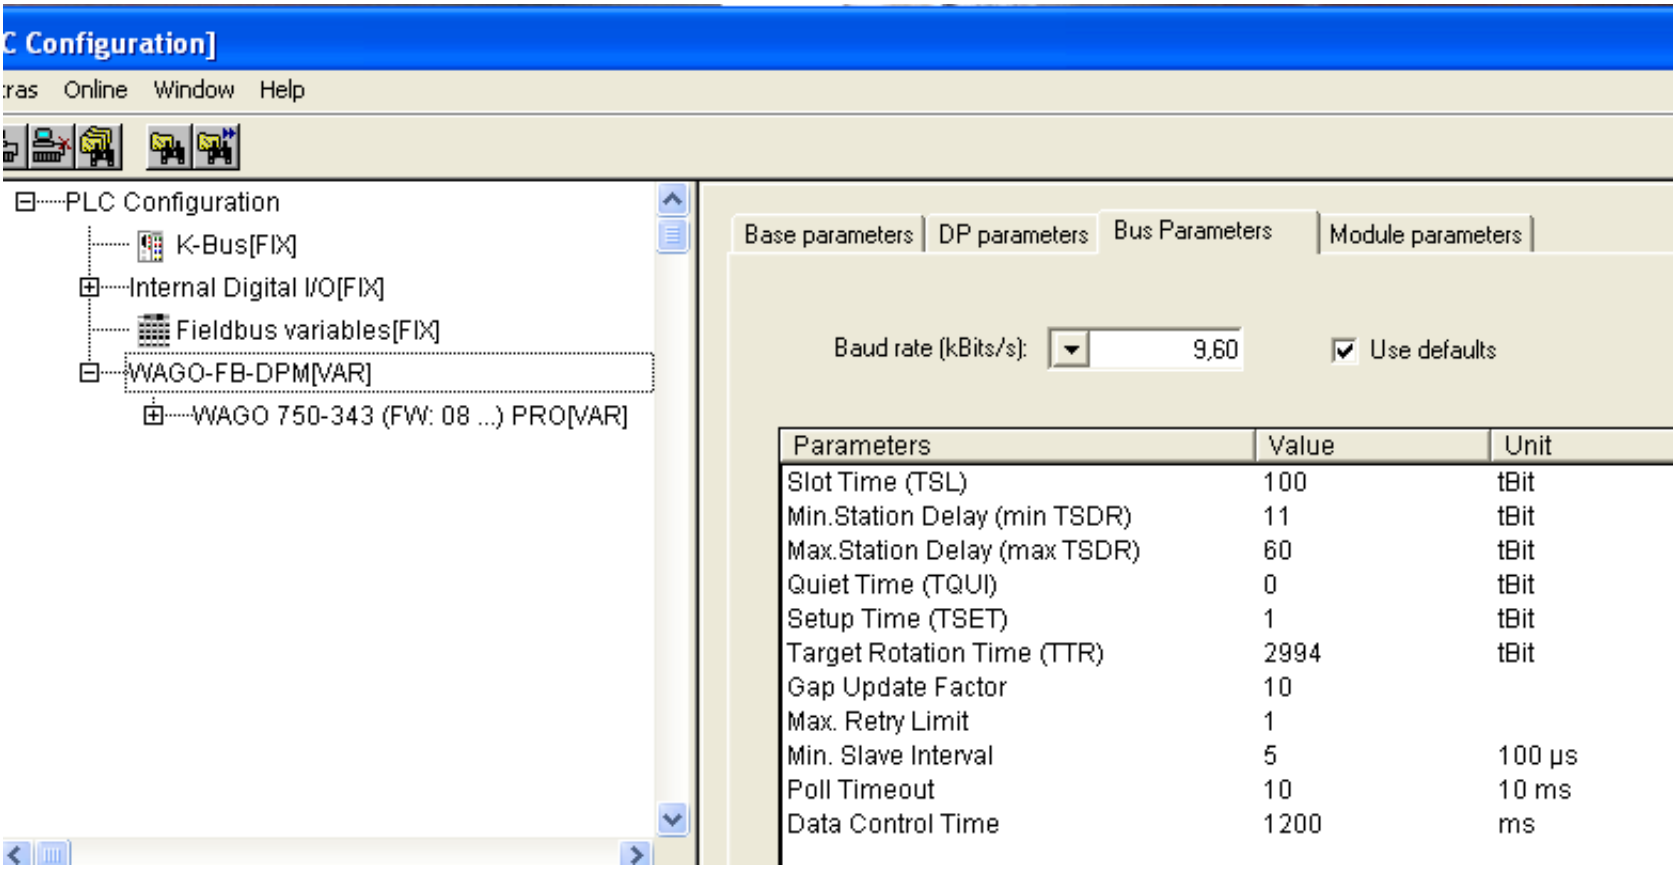 C Configuration]
ras Online Window Help
PLC Configuration
K-Bus[FIX]
Internal Digital I/O[FIX]
Fieldbus variables[FIX]
WAGO-FB-DPM[VAR]
WAGO 750-343 (FW: 08 ...) PRO[VAR]
Base parameters DP parameters Bus Parameters Module parameters
Baud rate (kBits/s): 9,60 Use defaults
Parameters Value Unit
Slot Time (TSL) 100 tBit
Min.Station Delay (min TSDR) 11 tBit
Max.Station Delay (max TSDR) 60 tBit
Quiet Time (TQUI) 0 tBit
Setup Time (TSET) 1 tBit
Target Rotation Time (TTR) 2994 tBit
Gap Update Factor 10
Max. Retry Limit 1
Min. Slave Interval 5 100 µs
Poll Timeout 10 10 ms
Data Control Time 1200 ms